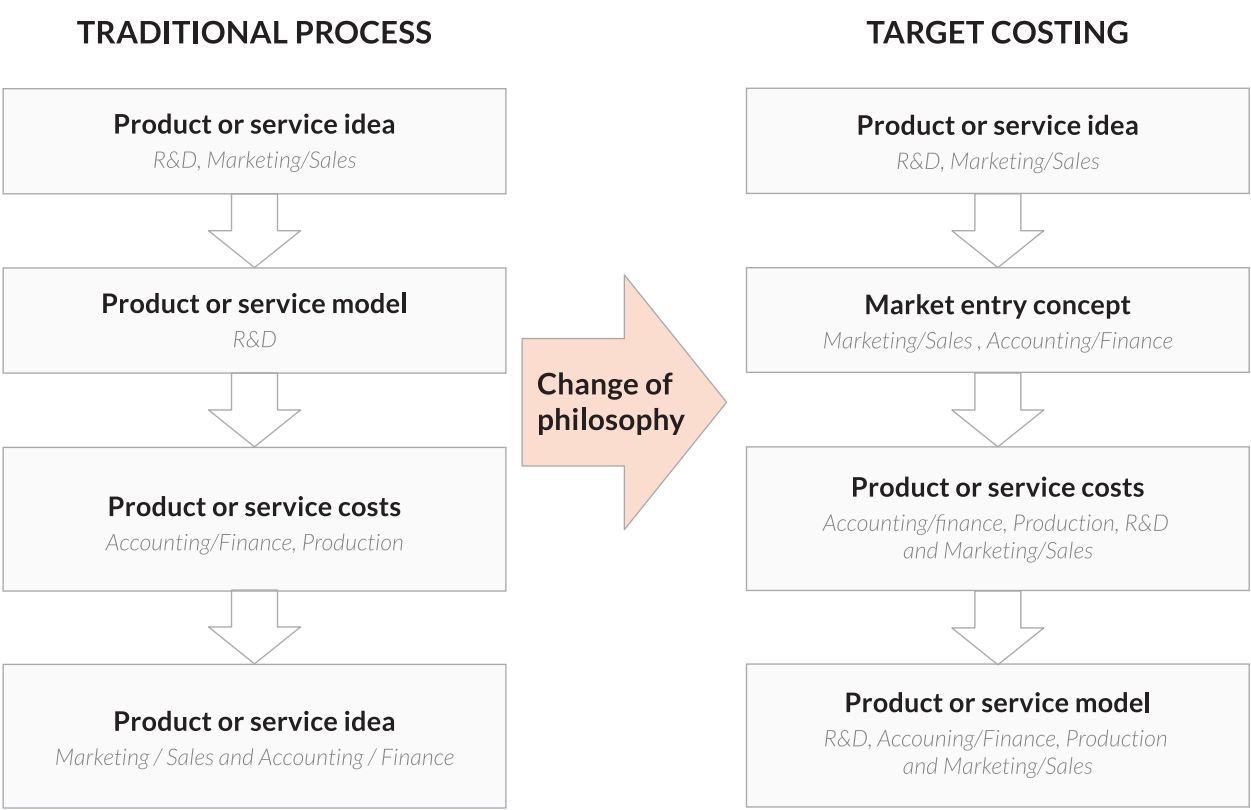 TRADITIONAL PROCESS
Product or service idea
R&D, Marketing/Sales
Product or service model
R&D
Product or service costs
Accounting/Finance, Production
Product or service idea
Marketing / Sales and Accounting / Finance
Change of
philosophy
TARGET COSTING
Product or service idea
R&D, Marketing/Sales
Market entry concept
Marketing/Sales , Accounting/Finance
Product or service costs
Accounting/finance, Production, R&D
and Marketing/Sales
Product or service model
R&D, Accouning/Finance, Production
and Marketing/Sales